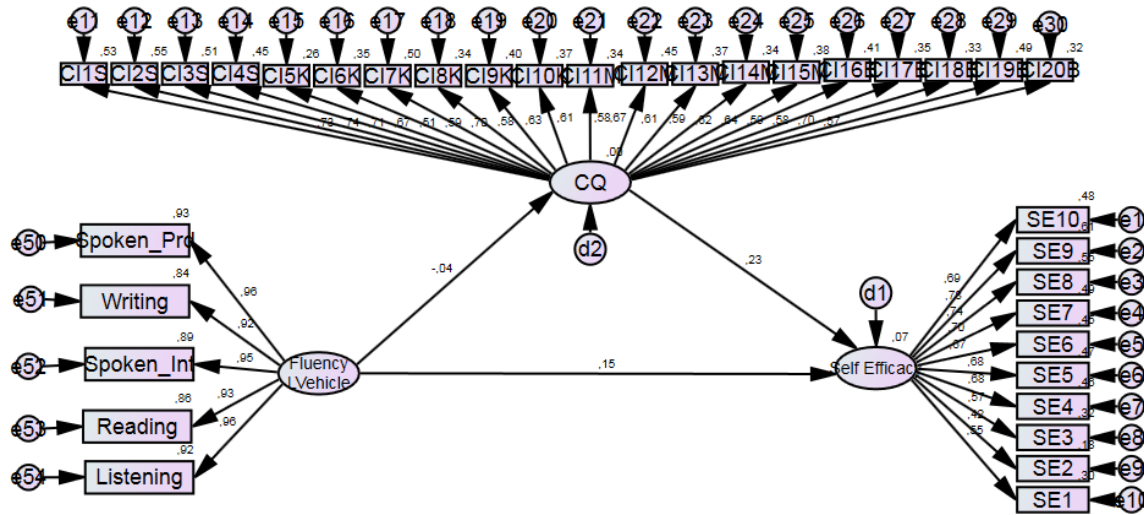 e11 e12 e13 e14 e15 e16 e17 e18 e19 e20 e21 e22 e23 e24 e25 e26 e27 e28 e29 e30
,53 ,55 ,51 ,45 ,26 ,35 ,50 ,34 ,40 ,37 ,34 ,45 ,37 ,34 ,38 ,41 ,35 ,33 ,49 ,32
CI1S CI2S CI3S CI4S CI5K CI6K CI7K CI8K CI9K CI10K CI11M CI12M CI13M CI14M CI15M CI16B CI17B CI18B CI19B CI20B
,73 ,74 ,71 ,67 ,51 ,59 ,70 ,58 ,63 ,61 ,58 ,67 ,61 ,59 ,62 ,64 ,59 ,58 ,70 ,57
,00
CQ
d2
-,04
,23
,15
,93
e50 Spoken_Prd ,96
,84
e51 Writing ,92
,89
e52 Spoken_Int ,95
,86
e53 Reading ,93
,92
e54 Listening ,96
Fluency
LVehicle
d1
,07
Self Efficac
,48
,69 SE10 e1
,61
,78 SE9 e2
,55
,74 SE8 e3
,49
,70 SE7 e4
,45
,67 SE6 e5
,47
,68 SE5 e6
,46
,68 SE4 e7
,32
,57 SE3 e8
,18
,42 SE2 e9
,30
,55 SE1 e10